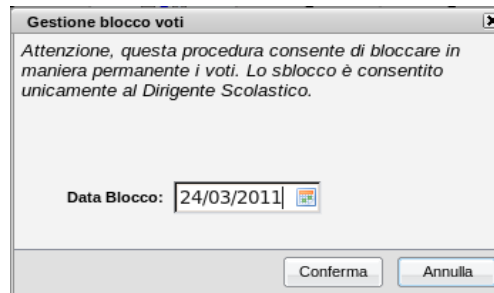 Gestione blocco voti
Attenzione, questa procedura consente di bloccare in
maniera permanente i voti. Lo sblocco è consentito
unicamente al Dirigente Scolastico.
Data Blocco: 24/03/2011
Conferma Annulla